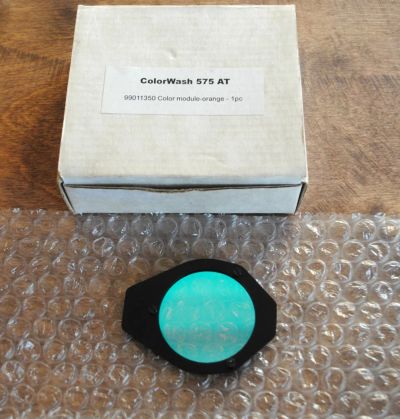 ColorWash 575 AT
99011350 Color module-orange - 1pc